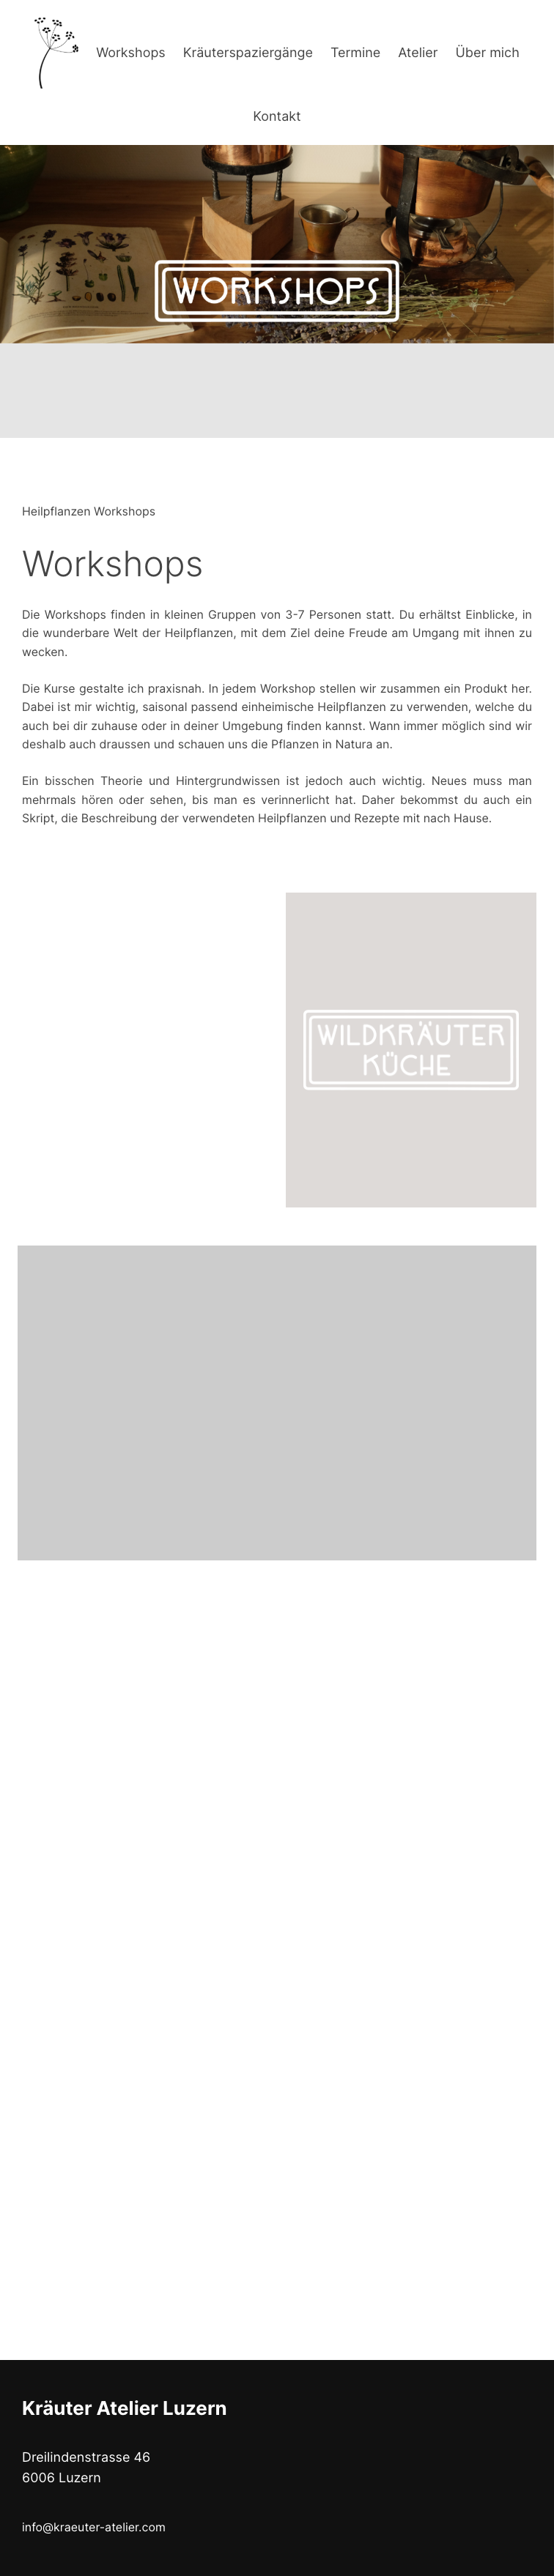 Workshops Kräuterspaziergänge Termine Atelier Über mich
Kontakt
WORKSHOPS
Heilpflanzen Workshops
Workshops
Die Workshops finden in kleinen Gruppen von 3-7 Personen statt. Du erhältst Einblicke, in
die wunderbare Welt der Heilpflanzen, mit dem Ziel deine Freude am Umgang mit ihnen zu
wecken.
Die Kurse gestalte ich praxisnah. In jedem Workshop stellen wir zusammen ein Produkt her.
Dabei ist mir wichtig, saisonal passend einheimische Heilpflanzen zu verwenden, welche du
auch bei dir zuhause oder in deiner Umgebung finden kannst. Wann immer möglich sind wir
deshalb auch draussen und schauen uns die Pflanzen in Natura an.
Ein bisschen Theorie und Hintergrundwissen ist jedoch auch wichtig. Neues muss man
mehrmals hören oder sehen, bis man es verinnerlicht hat. Daher bekommst du auch ein
Skript, die Beschreibung der verwendeten Heilpflanzen und Rezepte mit nach Hause.
WILDKRÄUTER
KÜCHE
Kräuter Atelier Luzern
Dreilindenstrasse 46
6006 Luzern
info@kraeuter-atelier.com